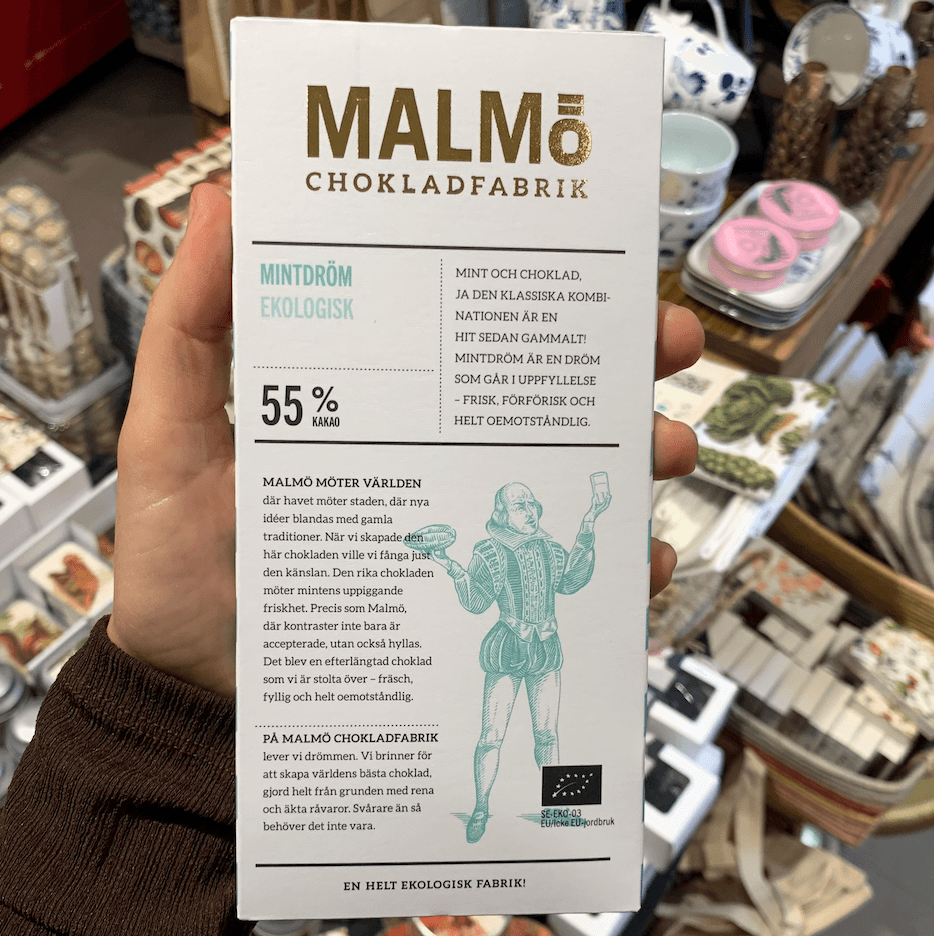 MALMÖ
CHOKLADFABRIK
MINTDRÖM
EKOLOGISK
55 %
KAKAO
MINT OCH CHOKLAD,
JA DEN KLASSISKA KOMBI-
NATIONEN ÄR EN
HIT SEDAN GAMMALT!
MINTDRÖM ÄR EN DRÖM
SOM GÅR I UPPFYLLELSE
– FRISK, FÖRFÖRISK OCH
HELT OEMOTSTÅNDLIG.
MALMÖ MÖTER VÄRLDEN
där havet möter staden, där nya
idéer blandas med gamla
traditioner. När vi skapade den
här chokladen ville vi fånga just
den känslan. Den rika chokladen
möter mintens uppiggande
friskhet. Precis som Malmö,
där kontraster inte bara är
accepterade, utan också hyllas.
Det blev en efterlängtad choklad
som vi är stolta över – fräsch,
fyllig och helt oemotståndlig.
PÅ MALMÖ CHOKLADFABRIK
lever vi drömmen. Vi brinner för
att skapa världens bästa choklad,
gjord helt från grunden med rena
och äkta råvaror. Svårare än så
behöver det inte vara.
SE-EKO-03
EU/Icke EU-jordbruk
EN HELT EKOLOGISK FABRIK!